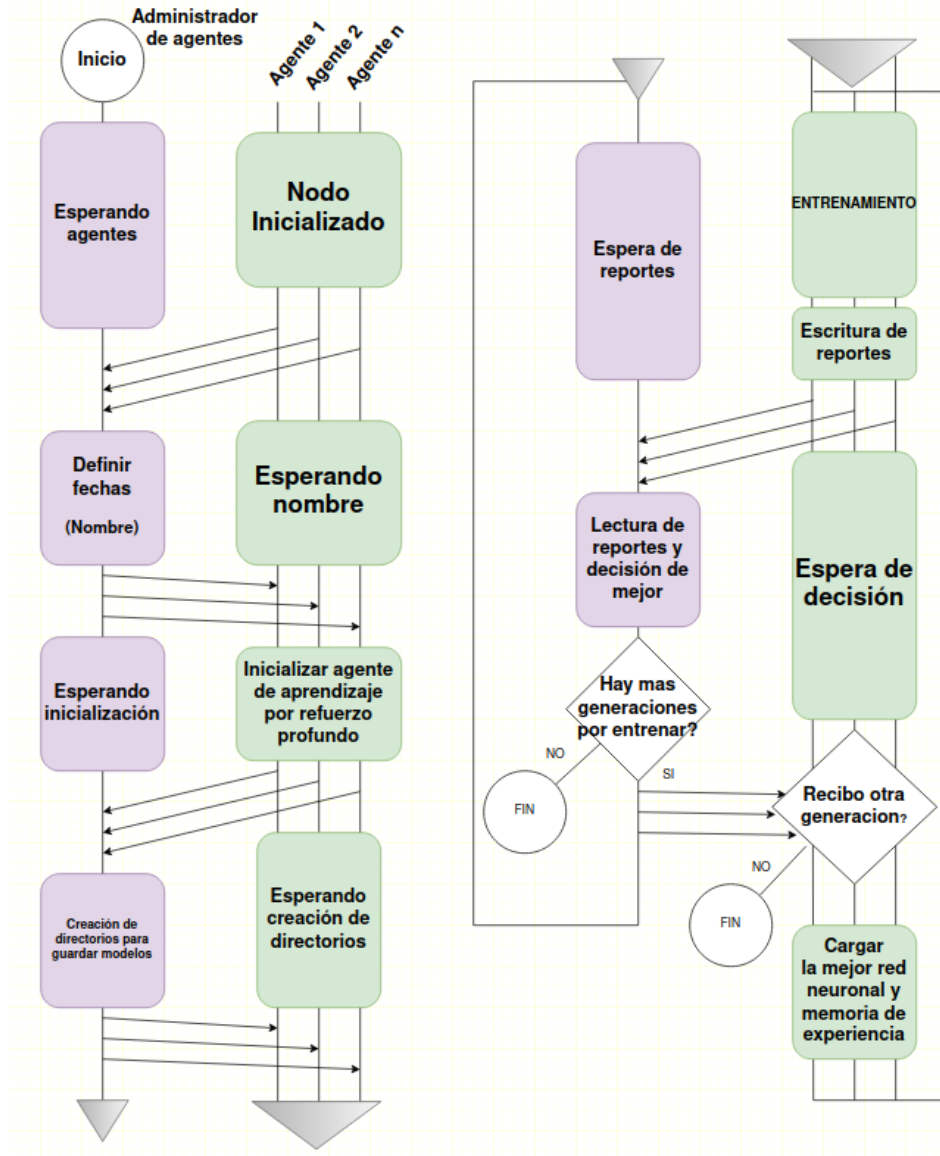 Administrador
de agentes
Inicio
Agente 1
Agente 2
Agente n
Esperando
agentes
Nodo
Inicializado
Definir
fechas
(Nombre)
Esperando
nombre
Esperando
inicialización
Inicializar agente
de aprendizaje
por refuerzo
profundo
Creación de
directorios para
guardar modelos
Esperando
creación de
directorios
Espera de
reportes
ENTRENAMIENTO
Escritura de
reportes
Lectura de
reportes y
decisión de
mejor
Espera de
decisión
Hay mas
generaciones
por entrenar?
NO
SI
FIN
Recibo otra
generacion?
NO
FIN
Cargar
la mejor red
neuronal y
memoria de
experiencia